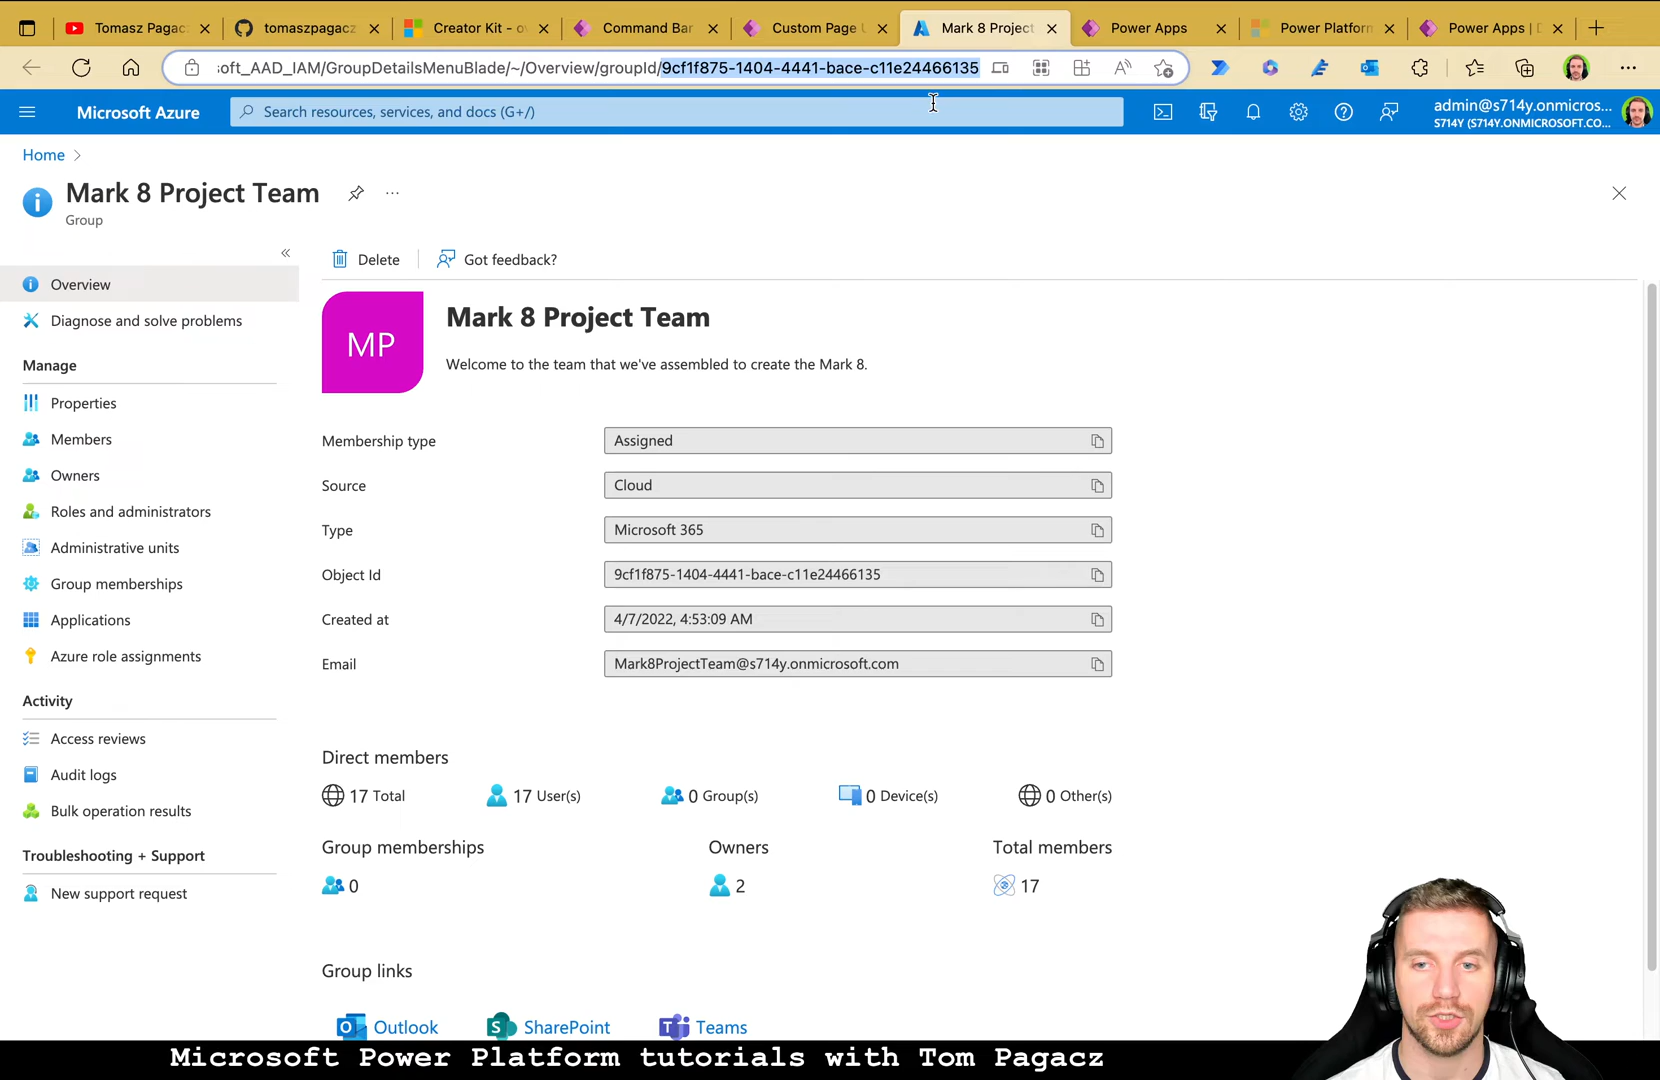 Tomasz Pagac
tomaszpagacz
Creator Kit - ov
Command Bar
Custom Page U
Mark 8 Project
Power Apps
Power Platform
Power Apps | D
:soft_AAD_IAM/GroupDetailsMenuBlade/~/Overview/groupId/9cf1f875-1404-4441-bace-c11e24466135
Microsoft Azure
Search resources, services, and docs (G+/)
admin@s714y.onmicros...
S714Y (S714Y.ONMICROSOFT.CO...
Home
Mark 8 Project Team
Group
Delete
Got feedback?
Overview
Diagnose and solve problems
Manage
Properties
Members
Owners
Roles and administrators
Administrative units
Group memberships
Applications
Azure role assignments
Activity
Access reviews
Audit logs
Bulk operation results
Troubleshooting + Support
New support request
MP
Mark 8 Project Team
Welcome to the team that we've assembled to create the Mark 8.
Membership type
Assigned
Source
Cloud
Type
Microsoft 365
Object Id
9cf1f875-1404-4441-bace-c11e24466135
Created at
4/7/2022, 4:53:09 AM
Email
Mark8ProjectTeam@s714y.onmicrosoft.com
Direct members
17 Total
17 User(s)
0 Group(s)
0 Device(s)
0 Other(s)
Group memberships
Owners
Total members
0
2
17
Group links
Outlook
SharePoint
Teams
Microsoft Power Platform tutorials with Tom Pagacz